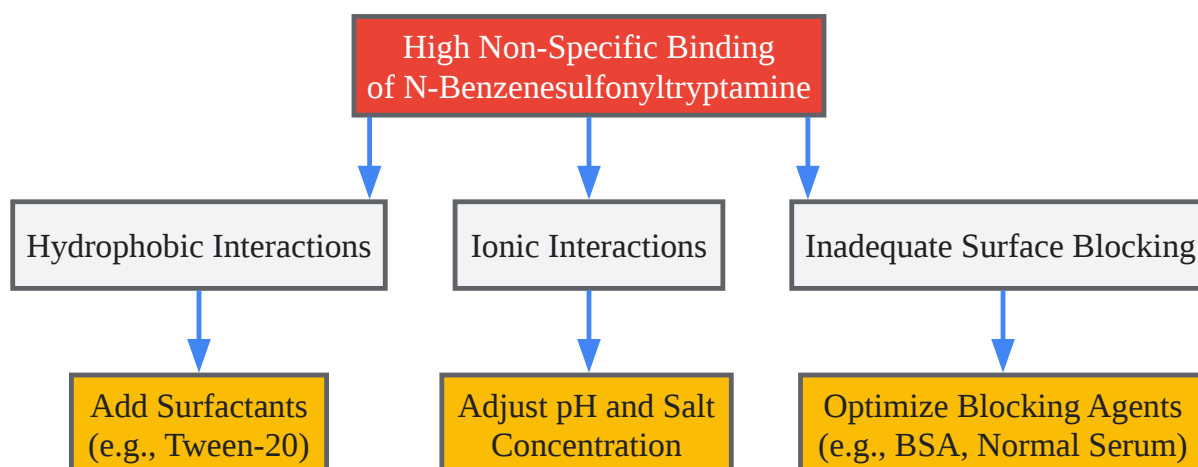 High Non-Specific Binding
of N-Benzenesulfonyltryptamine
Hydrophobic Interactions
Ionic Interactions
Inadequate Surface Blocking
Add Surfactants
(e.g., Tween-20)
Adjust pH and Salt
Concentration
Optimize Blocking Agents
(e.g., BSA, Normal Serum)